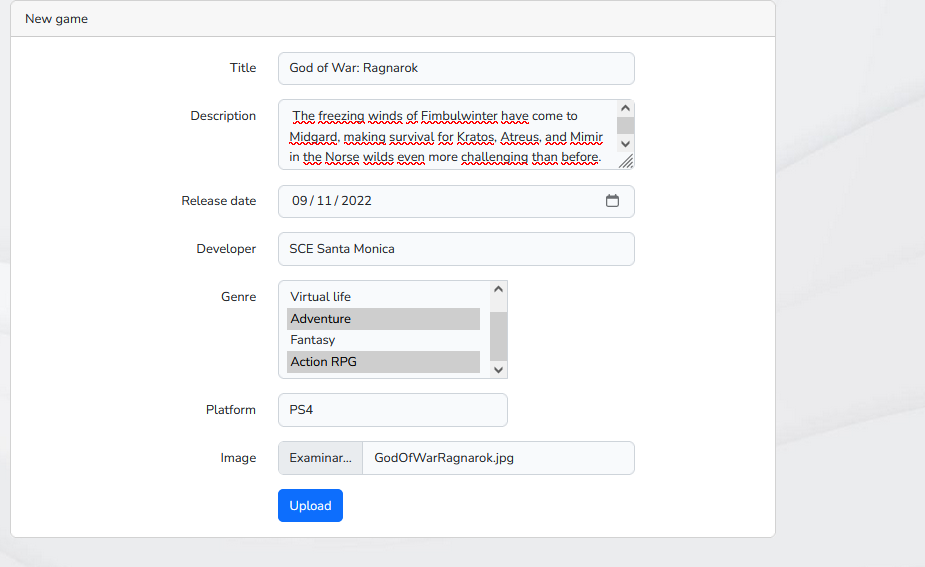 New game
Title
God of War: Ragnarok
Description
The freezing winds of Fimbulwinter have come to
Midgard, making survival for Kratos, Atreus, and Mimir
in the Norse wilds even more challenging than before.
Release date
09/11/2022
Developer
SCE Santa Monica
Genre
Virtual life
Adventure
Fantasy
Action RPG
Platform
PS4
Image
Examinar... GodOfWarRagnarok.jpg
Upload